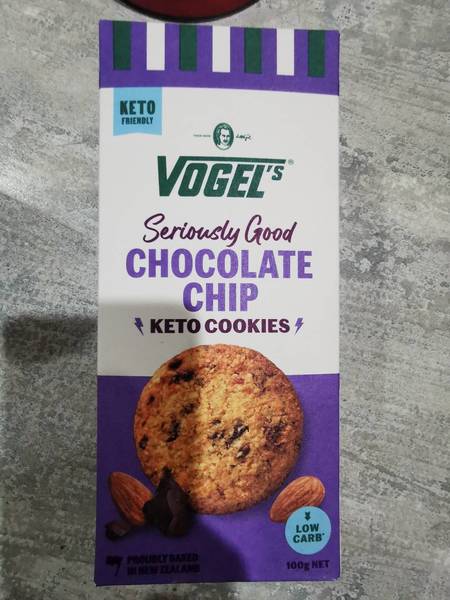 KETO
FRIENDLY
VOGEL'S®
Seriously Good
CHOCOLATE
CHIP
KETO COOKIES
LOW
CARB*
PROUDLY BAKED
IN NEW ZEALAND
100g NET